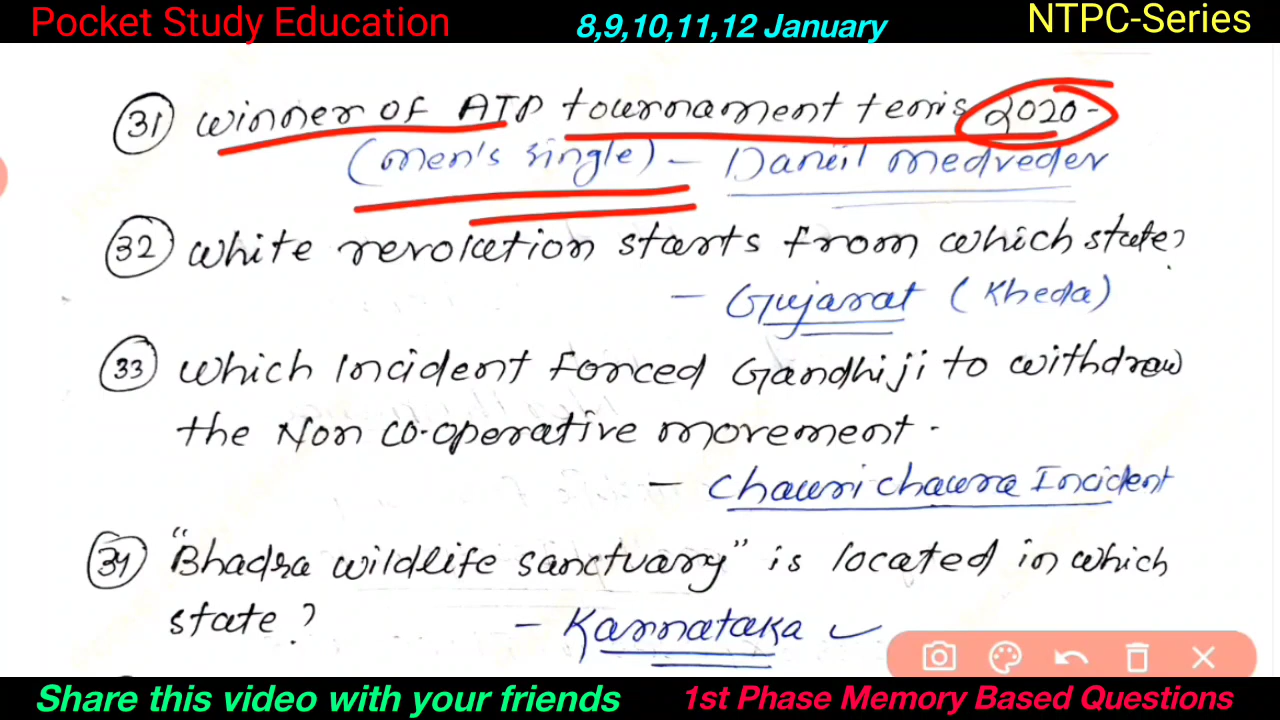 Pocket Study Education
8,9,10,11,12 January
NTPC-Series
31 winner of ATP tournament tenis 2020-
(Men's single) - Daneil medveder
32 White revolution starts from which state?
- Gujarat (Kheda)
33 Which Incident forced Gandhiji to withdraw
the Non co-operative movement -
- Chauri chaura Incident
34 "Bhadra wildlife sanctuary" is located in which
state?
- Karnataka
Share this video with your friends
1st Phase Memory Based Questions